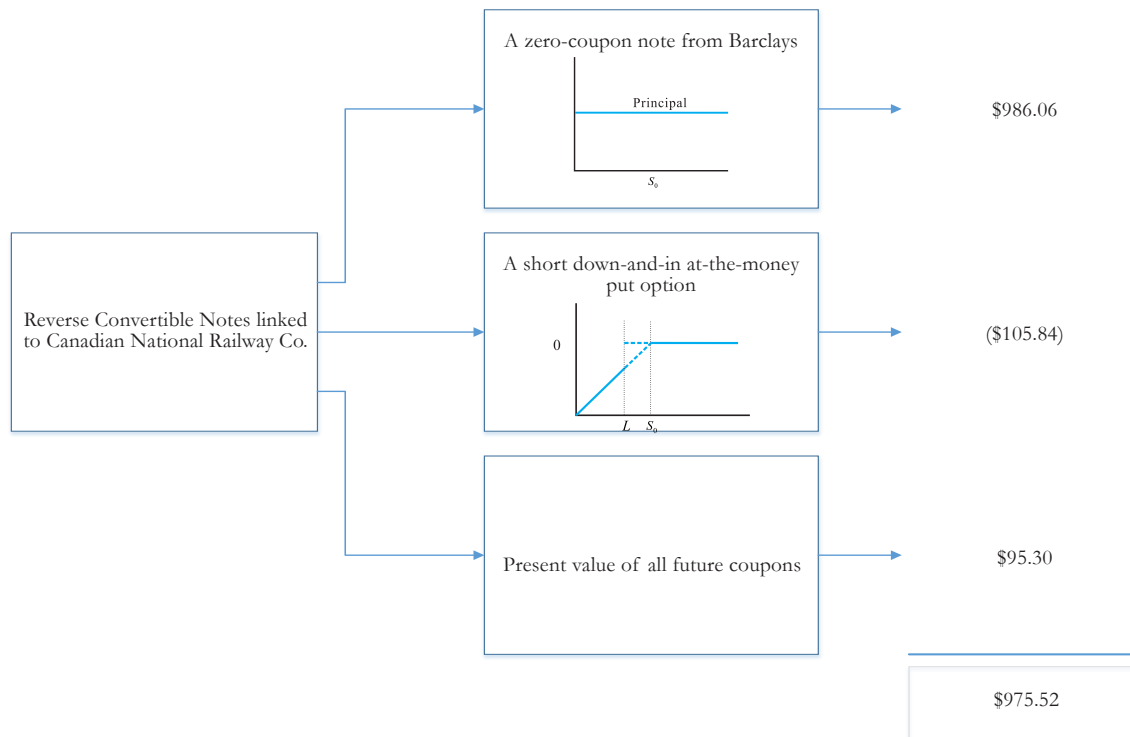 A zero-coupon note from Barclays
Principal
S₀
$986.06
Reverse Convertible Notes linked
to Canadian National Railway Co.
A short down-and-in at-the-money
put option
0
L S₀
($105.84)
Present value of all future coupons
$95.30
$975.52